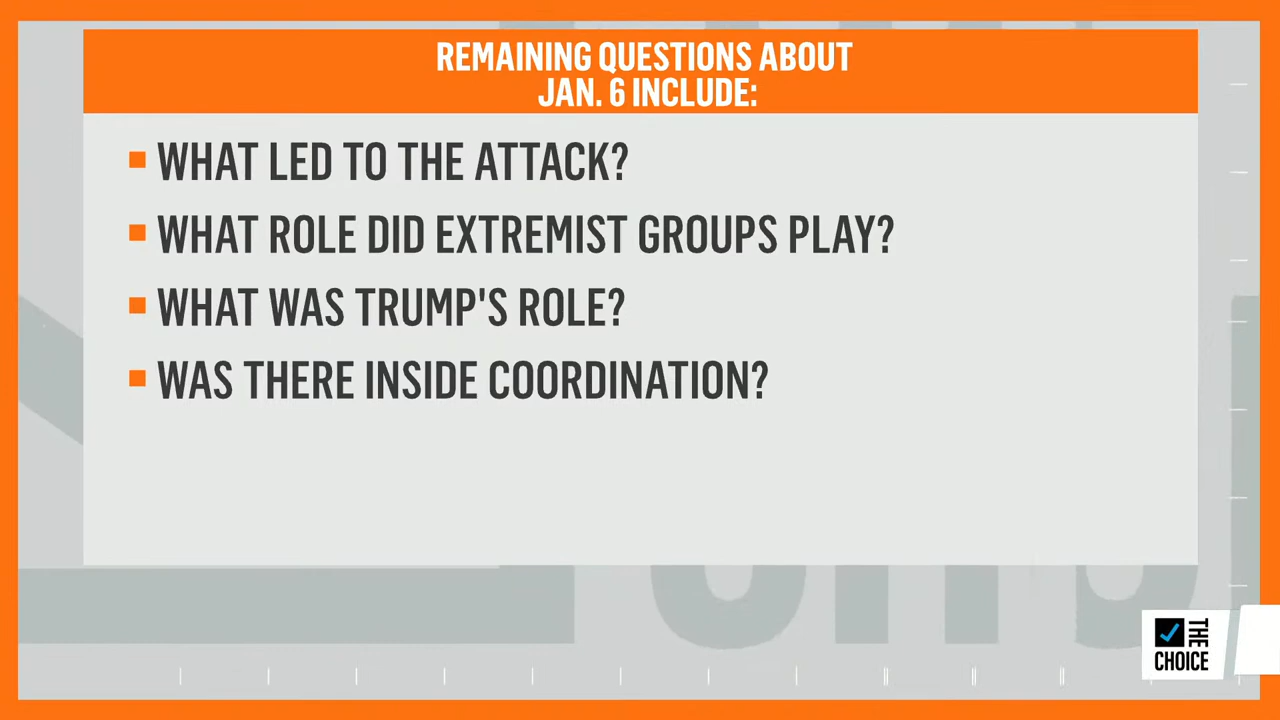 REMAINING QUESTIONS ABOUT
JAN. 6 INCLUDE:
WHAT LED TO THE ATTACK?
WHAT ROLE DID EXTREMIST GROUPS PLAY?
WHAT WAS TRUMP'S ROLE?
WAS THERE INSIDE COORDINATION?
THE
CHOICE